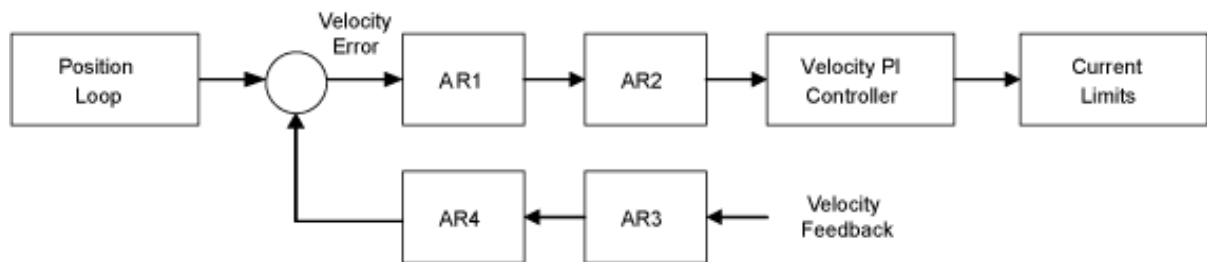 Velocity
Error
Position
Loop
AR1
AR2
Velocity PI
Controller
Current
Limits
AR4
AR3
Velocity
Feedback